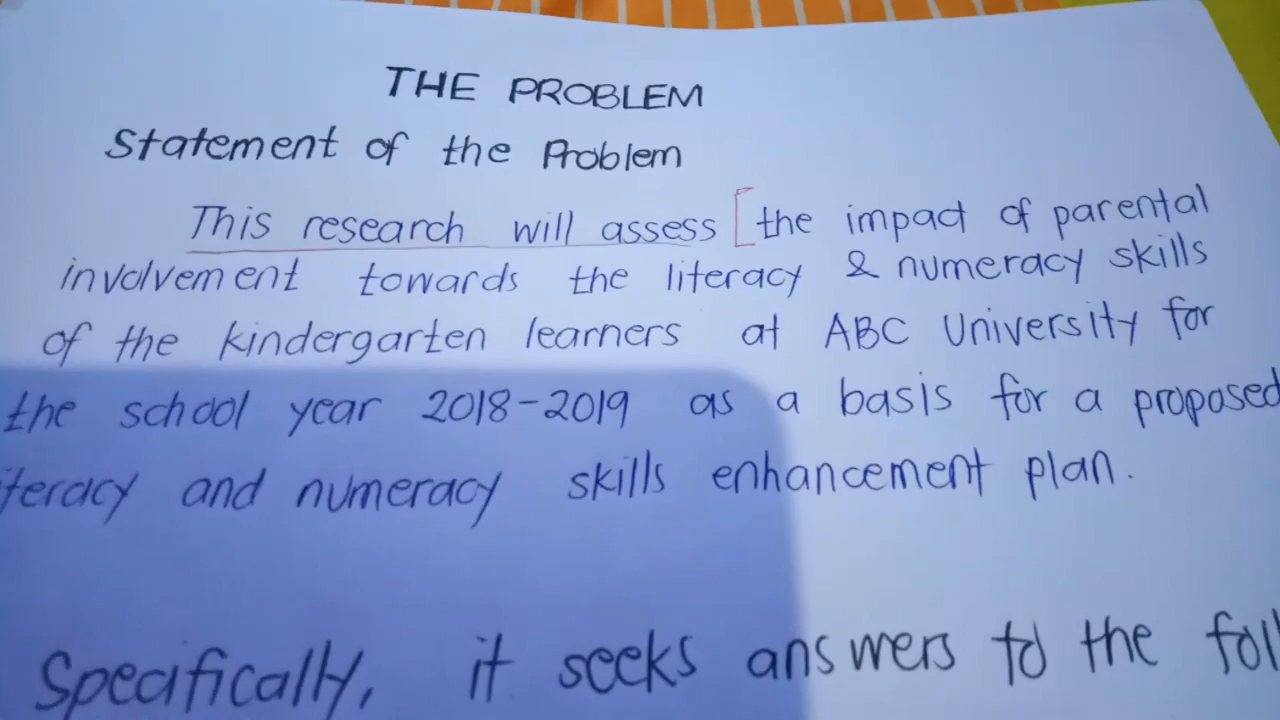 THE PROBLEM
Statement of the Problem
This research will assess [the impact of parental
involvement towards the literacy & numeracy skills
of the kindergarten learners at ABC University for
the school year 2018-2019 as a basis for a proposed
teracy and numeracy skills enhancement plan.
Specifically, it seeks answers to the foll